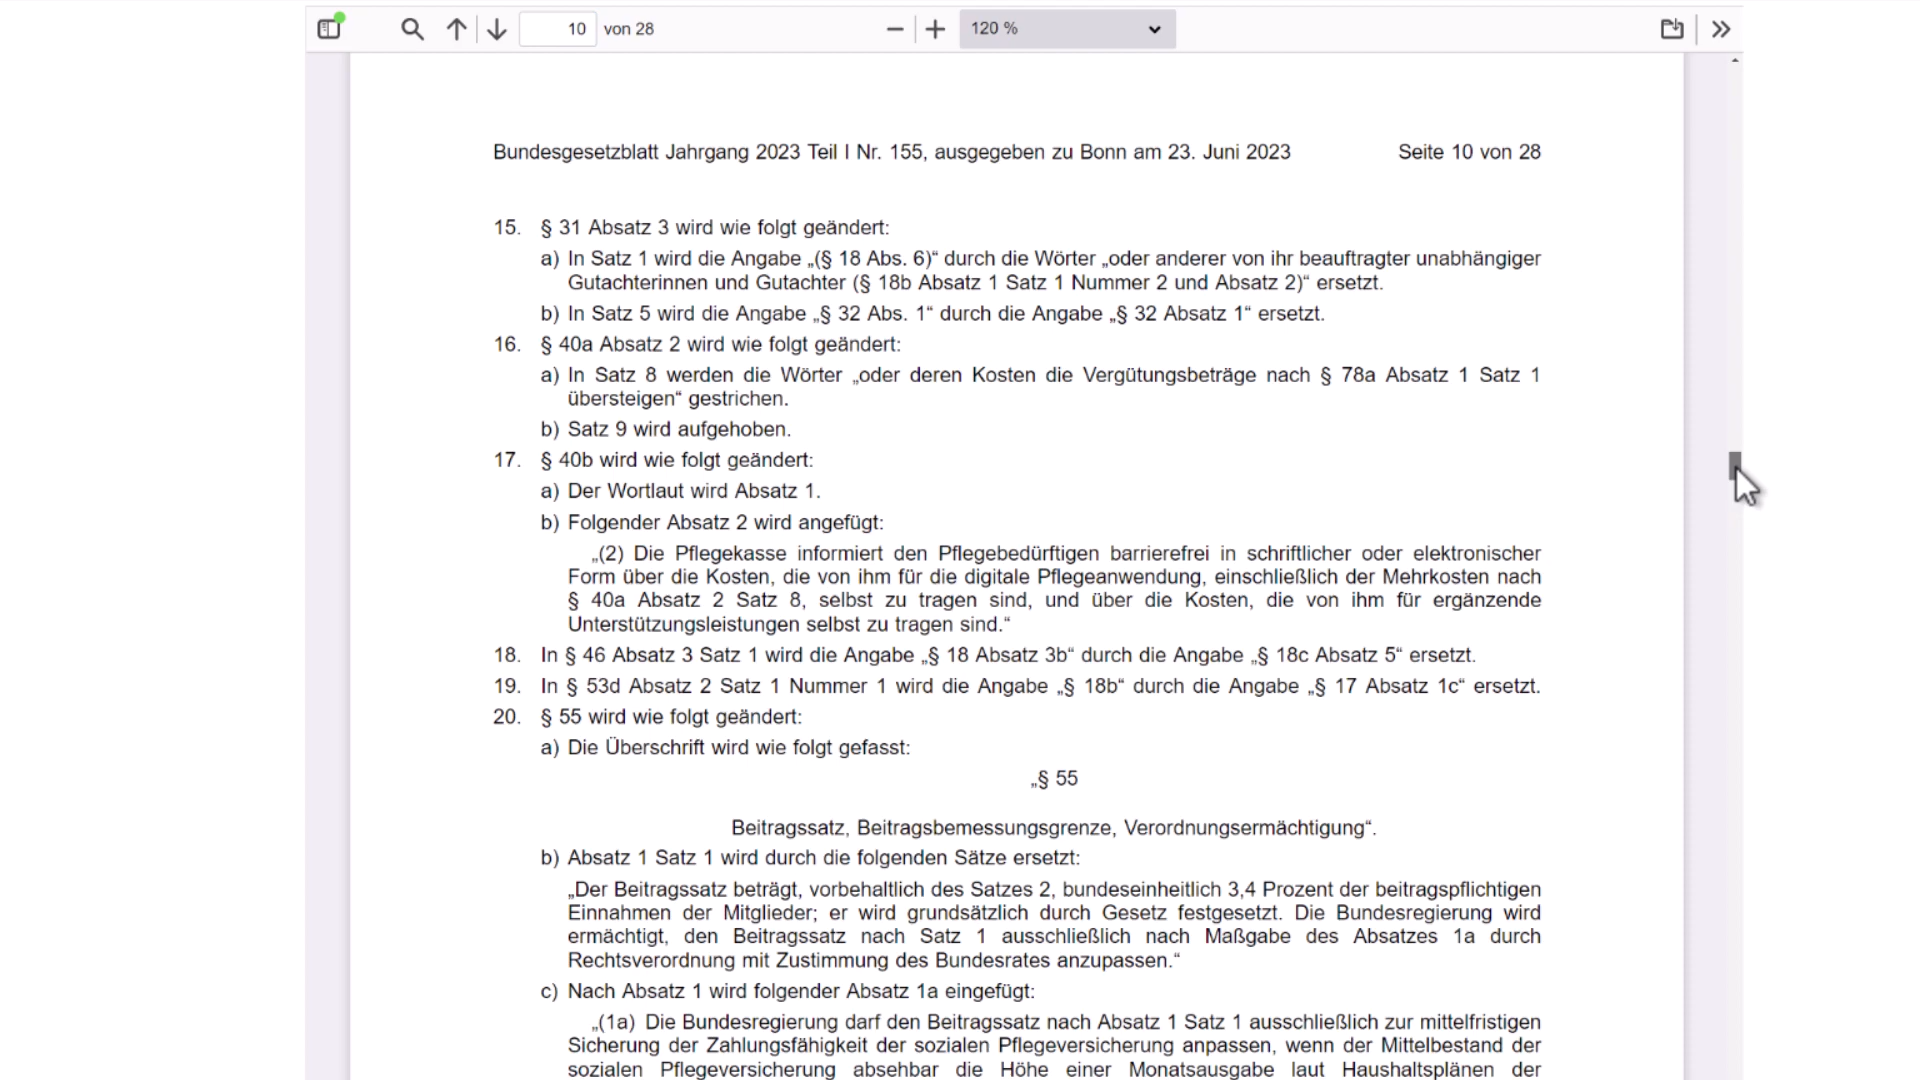 10 von 28
120 %
Bundesgesetzblatt Jahrgang 2023 Teil I Nr. 155, ausgegeben zu Bonn am 23. Juni 2023 Seite 10 von 28
15. § 31 Absatz 3 wird wie folgt geändert:
a) In Satz 1 wird die Angabe „(§ 18 Abs. 6)“ durch die Wörter „oder anderer von ihr beauftragter unabhängiger
Gutachterinnen und Gutachter (§ 18b Absatz 1 Satz 1 Nummer 2 und Absatz 2)“ ersetzt.
b) In Satz 5 wird die Angabe „§ 32 Abs. 1“ durch die Angabe „§ 32 Absatz 1“ ersetzt.
16. § 40a Absatz 2 wird wie folgt geändert:
a) In Satz 8 werden die Wörter „oder deren Kosten die Vergütungsbeträge nach § 78a Absatz 1 Satz 1
übersteigen“ gestrichen.
b) Satz 9 wird aufgehoben.
17. § 40b wird wie folgt geändert:
a) Der Wortlaut wird Absatz 1.
b) Folgender Absatz 2 wird angefügt:
„(2) Die Pflegekasse informiert den Pflegebedürftigen barrierefrei in schriftlicher oder elektronischer
Form über die Kosten, die von ihm für die digitale Pflegeanwendung, einschließlich der Mehrkosten nach
§ 40a Absatz 2 Satz 8, selbst zu tragen sind, und über die Kosten, die von ihm für ergänzende
Unterstützungsleistungen selbst zu tragen sind.“
18. In § 46 Absatz 3 Satz 1 wird die Angabe „§ 18 Absatz 3b“ durch die Angabe „§ 18c Absatz 5“ ersetzt.
19. In § 53d Absatz 2 Satz 1 Nummer 1 wird die Angabe „§ 18b“ durch die Angabe „§ 17 Absatz 1c“ ersetzt.
20. § 55 wird wie folgt geändert:
a) Die Überschrift wird wie folgt gefasst:
„§ 55
Beitragssatz, Beitragsbemessungsgrenze, Verordnungsermächtigung“.
b) Absatz 1 Satz 1 wird durch die folgenden Sätze ersetzt:
„Der Beitragssatz beträgt, vorbehaltlich des Satzes 2, bundeseinheitlich 3,4 Prozent der beitragspflichtigen
Einnahmen der Mitglieder; er wird grundsätzlich durch Gesetz festgesetzt. Die Bundesregierung wird
ermächtigt, den Beitragssatz nach Satz 1 ausschließlich nach Maßgabe des Absatzes 1a durch
Rechtsverordnung mit Zustimmung des Bundesrates anzupassen.“
c) Nach Absatz 1 wird folgender Absatz 1a eingefügt:
„(1a) Die Bundesregierung darf den Beitragssatz nach Absatz 1 Satz 1 ausschließlich zur mittelfristigen
Sicherung der Zahlungsfähigkeit der sozialen Pflegeversicherung anpassen, wenn der Mittelbestand der
sozialen Pflegeversicherung absehbar die Höhe einer Monatsausgabe laut Haushaltsplänen der